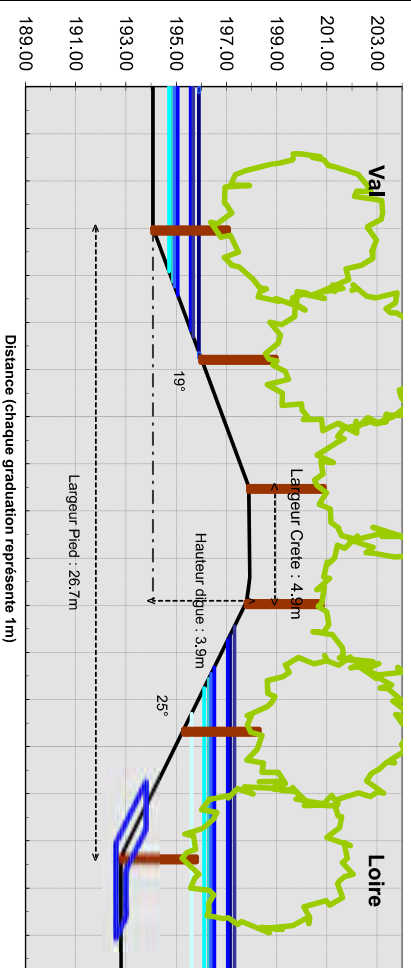 203.00
201.00
199.00
197.00
195.00
193.00
191.00
189.00
Val
Loire
Largeur Crete : 4.9m
Hauteur digue : 3.9m
19°
25°
Largeur Pied : 26.7m
Distance (chaque graduation représente 1m)